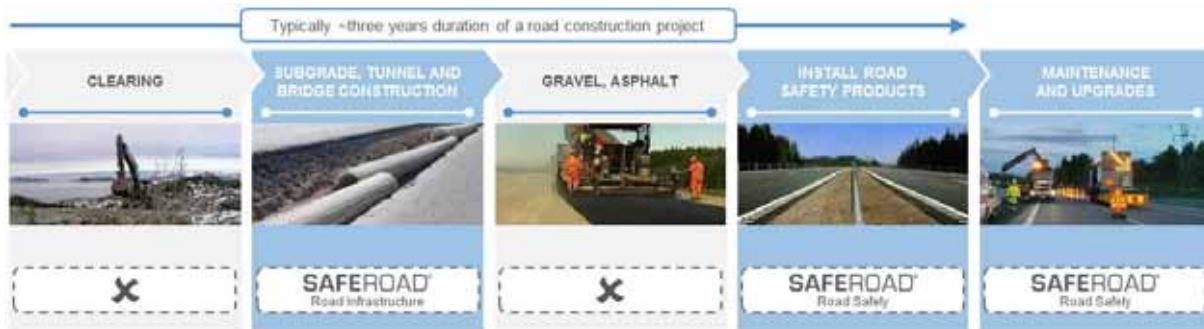 Typically ~three years duration of a road construction project
CLEARING
SUBGRADE, TUNNEL AND
BRIDGE CONSTRUCTION
GRAVEL, ASPHALT
INSTALL ROAD
SAFETY PRODUCTS
MAINTENANCE
AND UPGRADES
SAFEROAD
Road Infrastructure
SAFEROAD
Road Safety
SAFEROAD
Road Safety